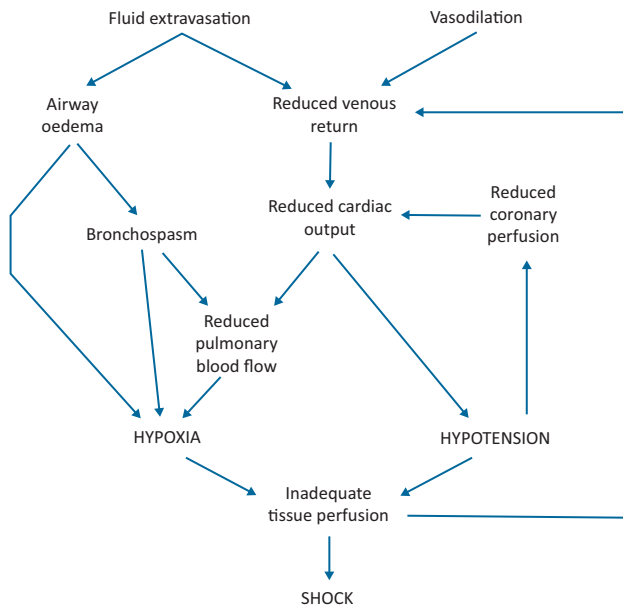 Fluid extravasation
Vasodilation
Airway
oedema
Reduced venous
return
Reduced cardiac
output
Reduced
coronary
perfusion
Bronchospasm
Reduced
pulmonary
blood flow
HYPOXIA
HYPOTENSION
Inadequate
tissue perfusion
SHOCK